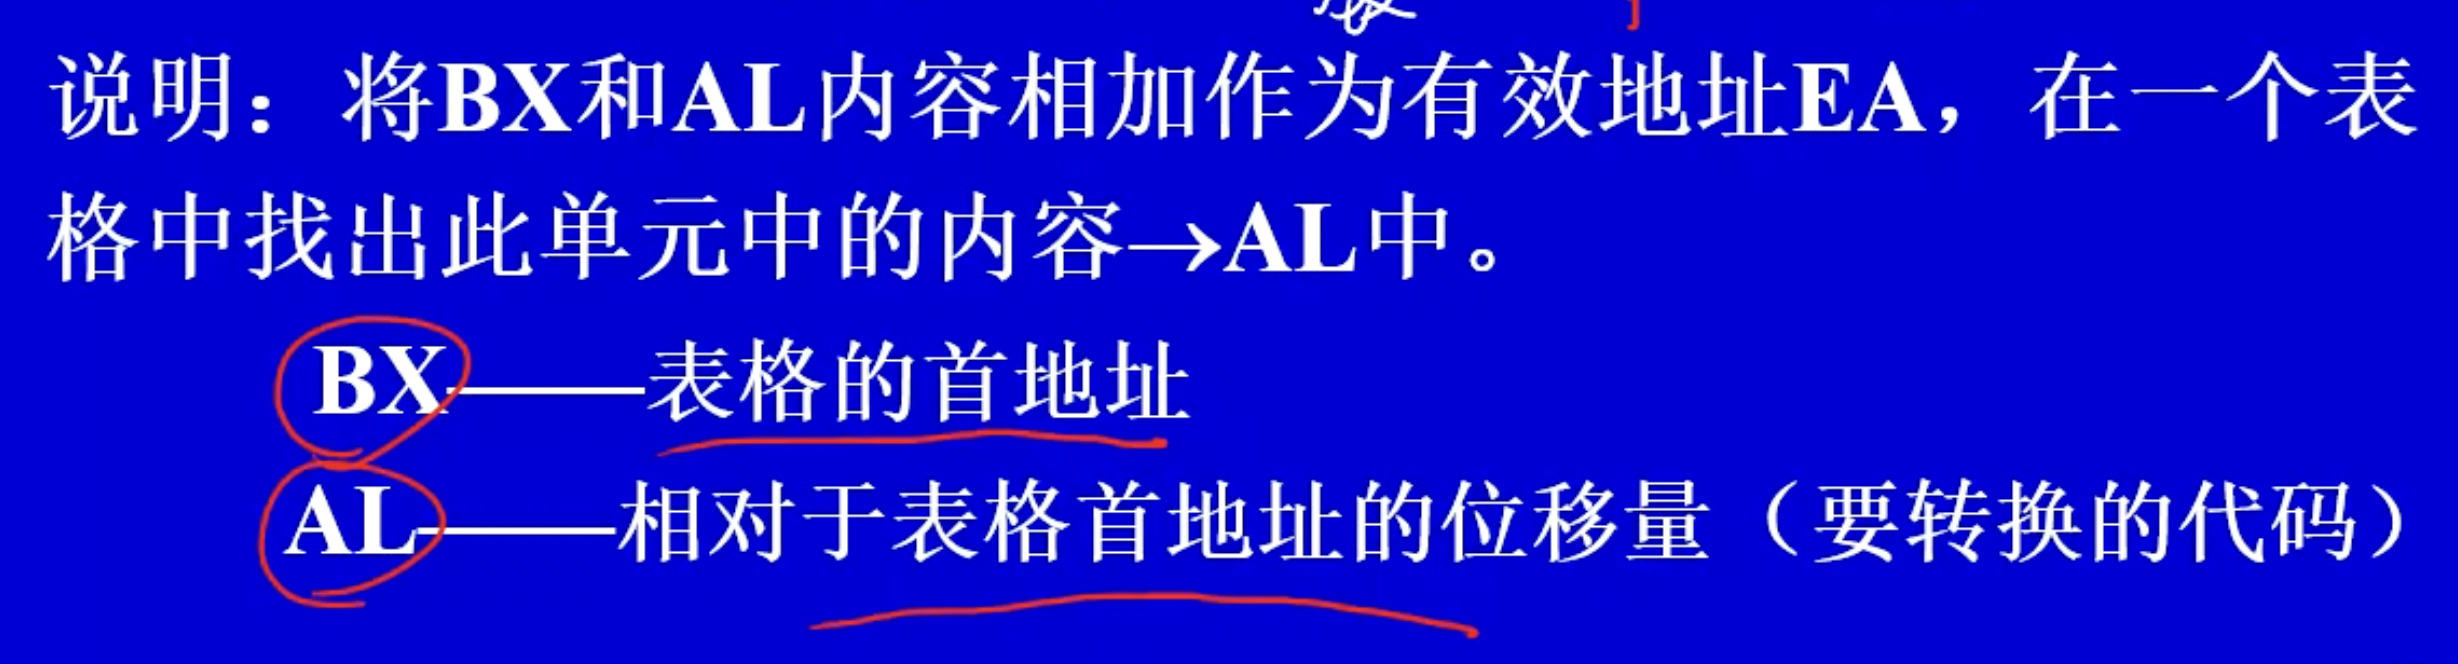 说明：将BX和AL内容相加作为有效地址EA，在一个表
格中找出此单元中的内容→AL中。
BX——表格的首地址
AL——相对于表格首地址的位移量（要转换的代码）